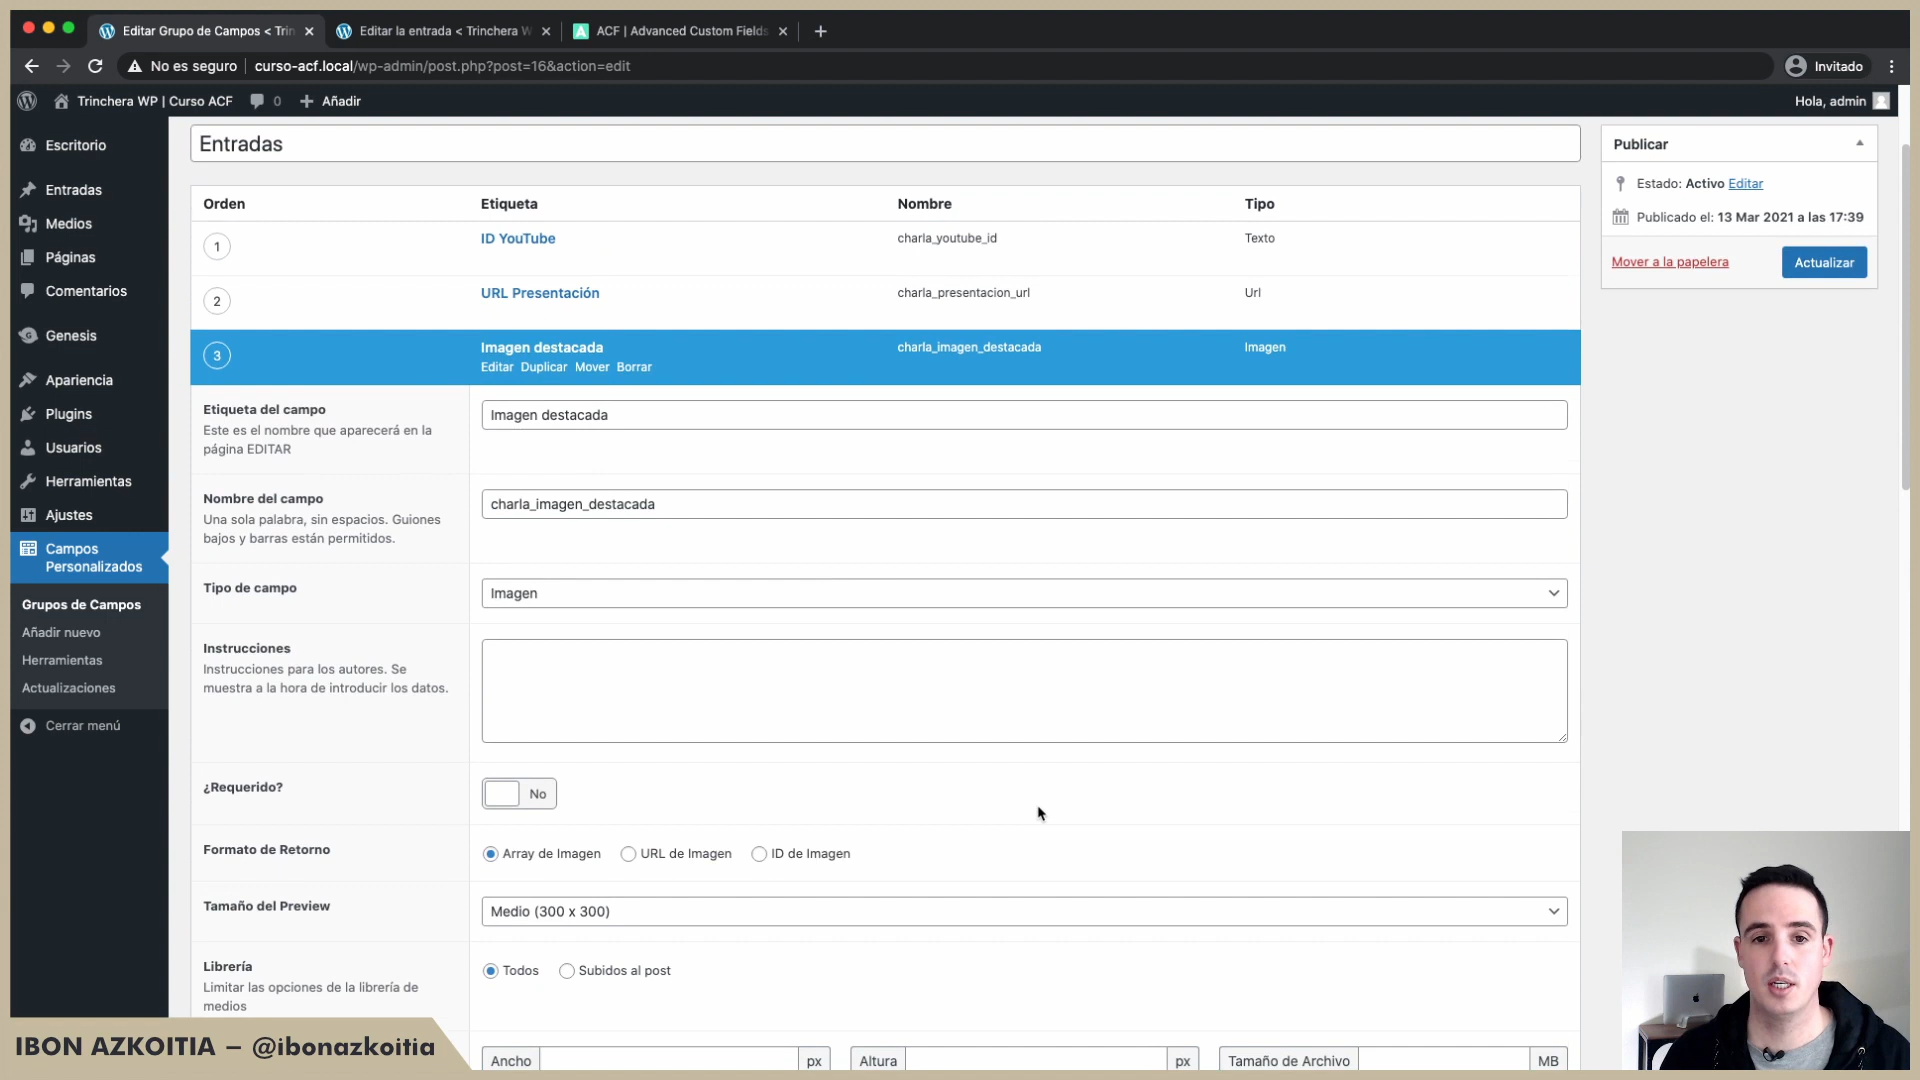 Editar Grupo de Campos < Trin
Editar la entrada < Trinchera W
ACF | Advanced Custom Fields
No es seguro
curso-acf.local/wp-admin/post.php?post=16&action=edit
Invitado
Trinchera WP | Curso ACF
0
Añadir
Hola, admin
Escritorio
Entradas
Medios
Páginas
Comentarios
Genesis
Apariencia
Plugins
Usuarios
Herramientas
Ajustes
Campos
Personalizados
Grupos de Campos
Añadir nuevo
Herramientas
Actualizaciones
Cerrar menú
Entradas
Orden Etiqueta Nombre Tipo
1 ID YouTube charla_youtube_id Texto
2 URL Presentación charla_presentacion_url Url
3 Imagen destacada charla_imagen_destacada Imagen
Editar Duplicar Mover Borrar
Etiqueta del campo
Este es el nombre que aparecerá en la
página EDITAR
Imagen destacada
Nombre del campo
Una sola palabra, sin espacios. Guiones
bajos y barras están permitidos.
charla_imagen_destacada
Tipo de campo
Imagen
Instrucciones
Instrucciones para los autores. Se
muestra a la hora de introducir los datos.
¿Requerido?
No
Formato de Retorno
Array de Imagen URL de Imagen ID de Imagen
Tamaño del Preview
Medio (300 x 300)
Librería
Limitar las opciones de la librería de
medios
Todos Subidos al post
Ancho px Altura px Tamaño de Archivo MB
Publicar
Estado: Activo Editar
Publicado el: 13 Mar 2021 a las 17:39
Mover a la papelera Actualizar
IBON AZKOITIA – @ibonazkoitia